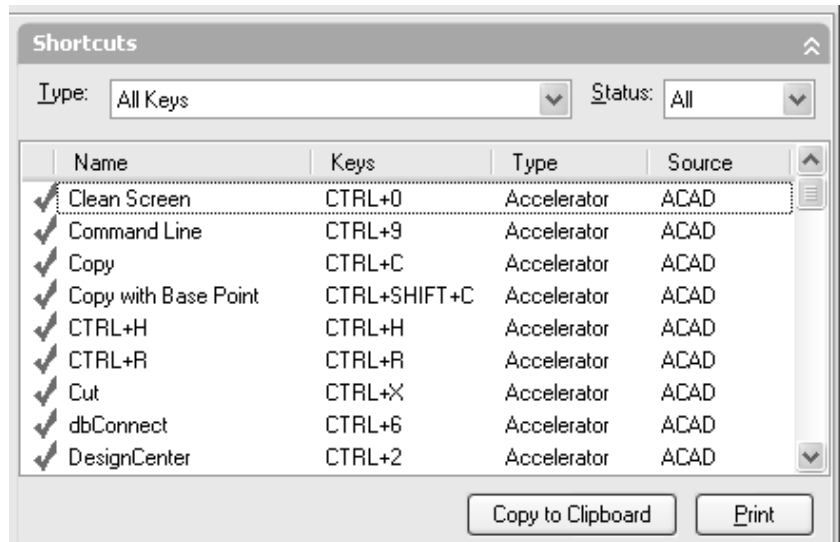 Shortcuts
Type: All Keys Status: All
Name Keys Type Source
Clean Screen CTRL+0 Accelerator ACAD
Command Line CTRL+9 Accelerator ACAD
Copy CTRL+C Accelerator ACAD
Copy with Base Point CTRL+SHIFT+C Accelerator ACAD
CTRL+H CTRL+H Accelerator ACAD
CTRL+R CTRL+R Accelerator ACAD
Cut CTRL+X Accelerator ACAD
dbConnect CTRL+6 Accelerator ACAD
DesignCenter CTRL+2 Accelerator ACAD
Copy to Clipboard Print